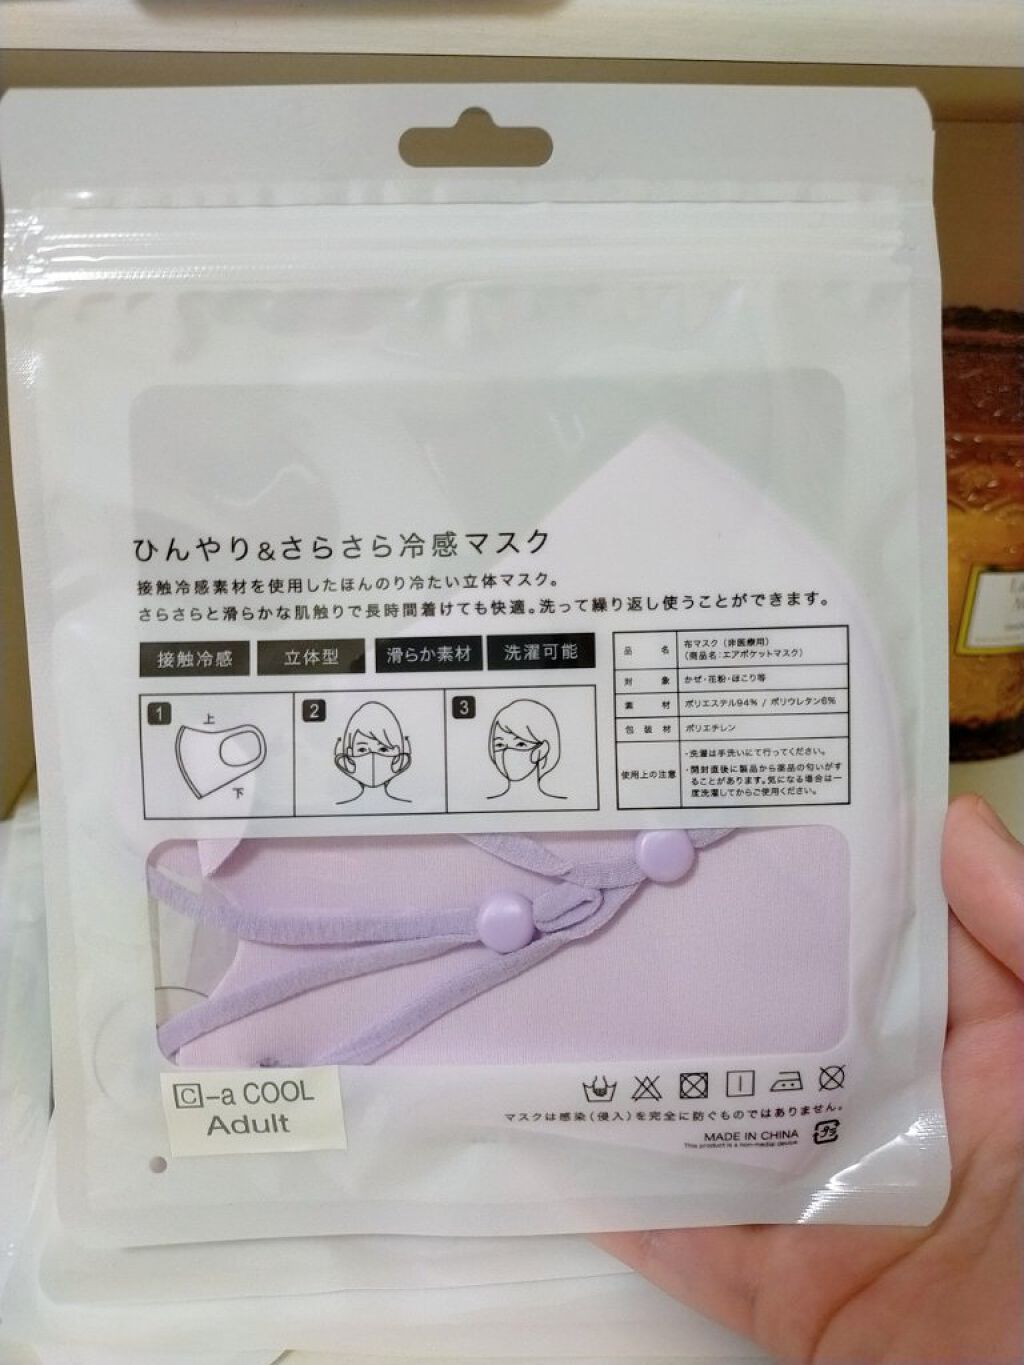 ひんやり&さらさら冷感マスク
接触冷感素材を使用したほんのり冷たい立体マスク。
さらさらと滑らかな肌触りで長時間着けても快適。洗って繰り返し使うことができます。
接触冷感 立体型 滑らか素材 洗濯可能
1 上 下 2 3
品名 布マスク(非医療用)
(商品名:エアポケットマスク)
対象 かぜ・花粉・ほこり等
素材 ポリエステル94% / ポリウレタン6%
包装材 ポリエチレン
使用上の注意 ・洗濯は手洗いにて行ってください。
・開封直後に製品から薬品の匂いがす
ることがあります。気になる場合は一
度洗濯してからご使用ください。
C-a COOL
Adult
マスクは感染(侵入)を完全に防ぐものではありません。
MADE IN CHINA
This product is a non-medial device